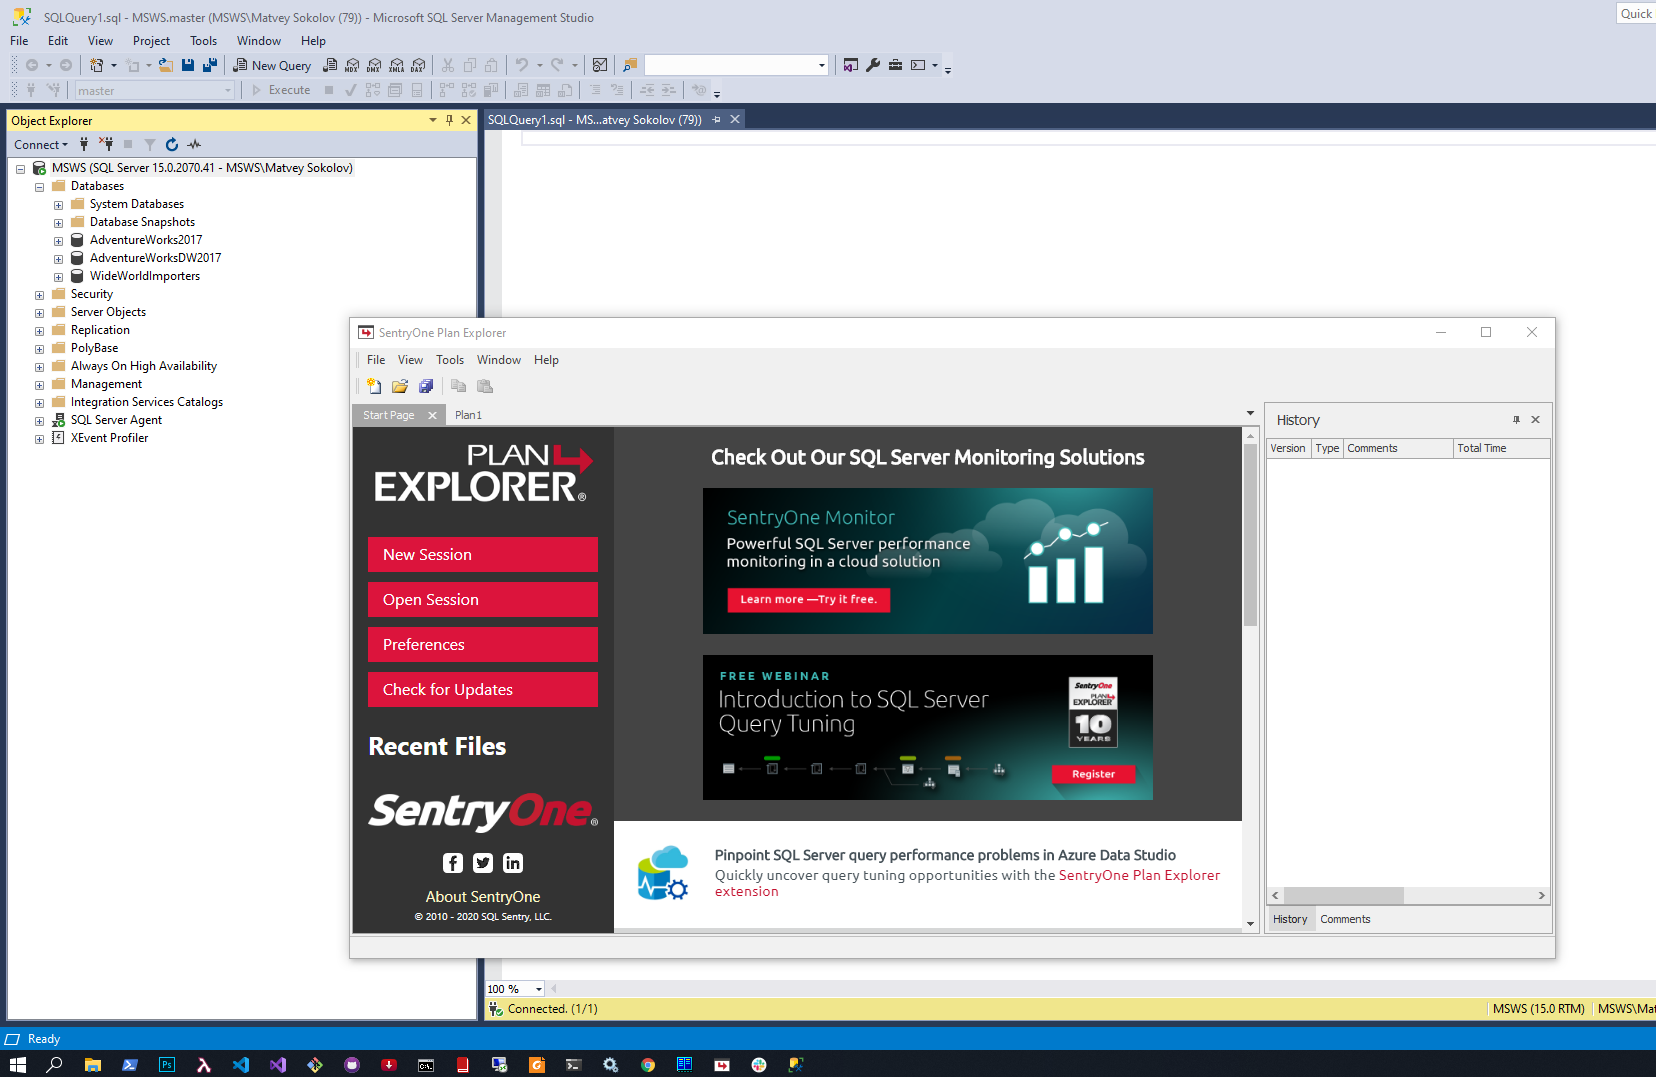 SQLQuery1.sql - MSWS.master (MSWS\Matvey Sokolov (79)) - Microsoft SQL Server Management Studio
Quick
File Edit View Project Tools Window Help
New Query MDX DMX XMLA DAX
master Execute
Object Explorer
SQLQuery1.sql - MS...atvey Sokolov (79))
Connect
MSWS (SQL Server 15.0.2070.41 - MSWS\Matvey Sokolov)
Databases
System Databases
Database Snapshots
AdventureWorks2017
AdventureWorksDW2017
WideWorldImporters
Security
Server Objects
Replication
PolyBase
Always On High Availability
Management
Integration Services Catalogs
SQL Server Agent
XEvent Profiler
SentryOne Plan Explorer
File View Tools Window Help
Start Page Plan1
PLAN
EXPLORER®
New Session
Open Session
Preferences
Check for Updates
Recent Files
SentryOne®
About SentryOne
© 2010 - 2020 SQL Sentry, LLC.
Check Out Our SQL Server Monitoring Solutions
SentryOne Monitor
Powerful SQL Server performance
monitoring in a cloud solution
Learn more —Try it free.
FREE WEBINAR
Introduction to SQL Server
Query Tuning
SentryOne
PLAN
EXPLORER
10
YEARS
Register
Pinpoint SQL Server query performance problems in Azure Data Studio
Quickly uncover query tuning opportunities with the SentryOne Plan Explorer
extension
History
Version Type Comments Total Time
History Comments
100 %
Connected. (1/1)
MSWS (15.0 RTM) MSWS\Mat
Ready
Ps